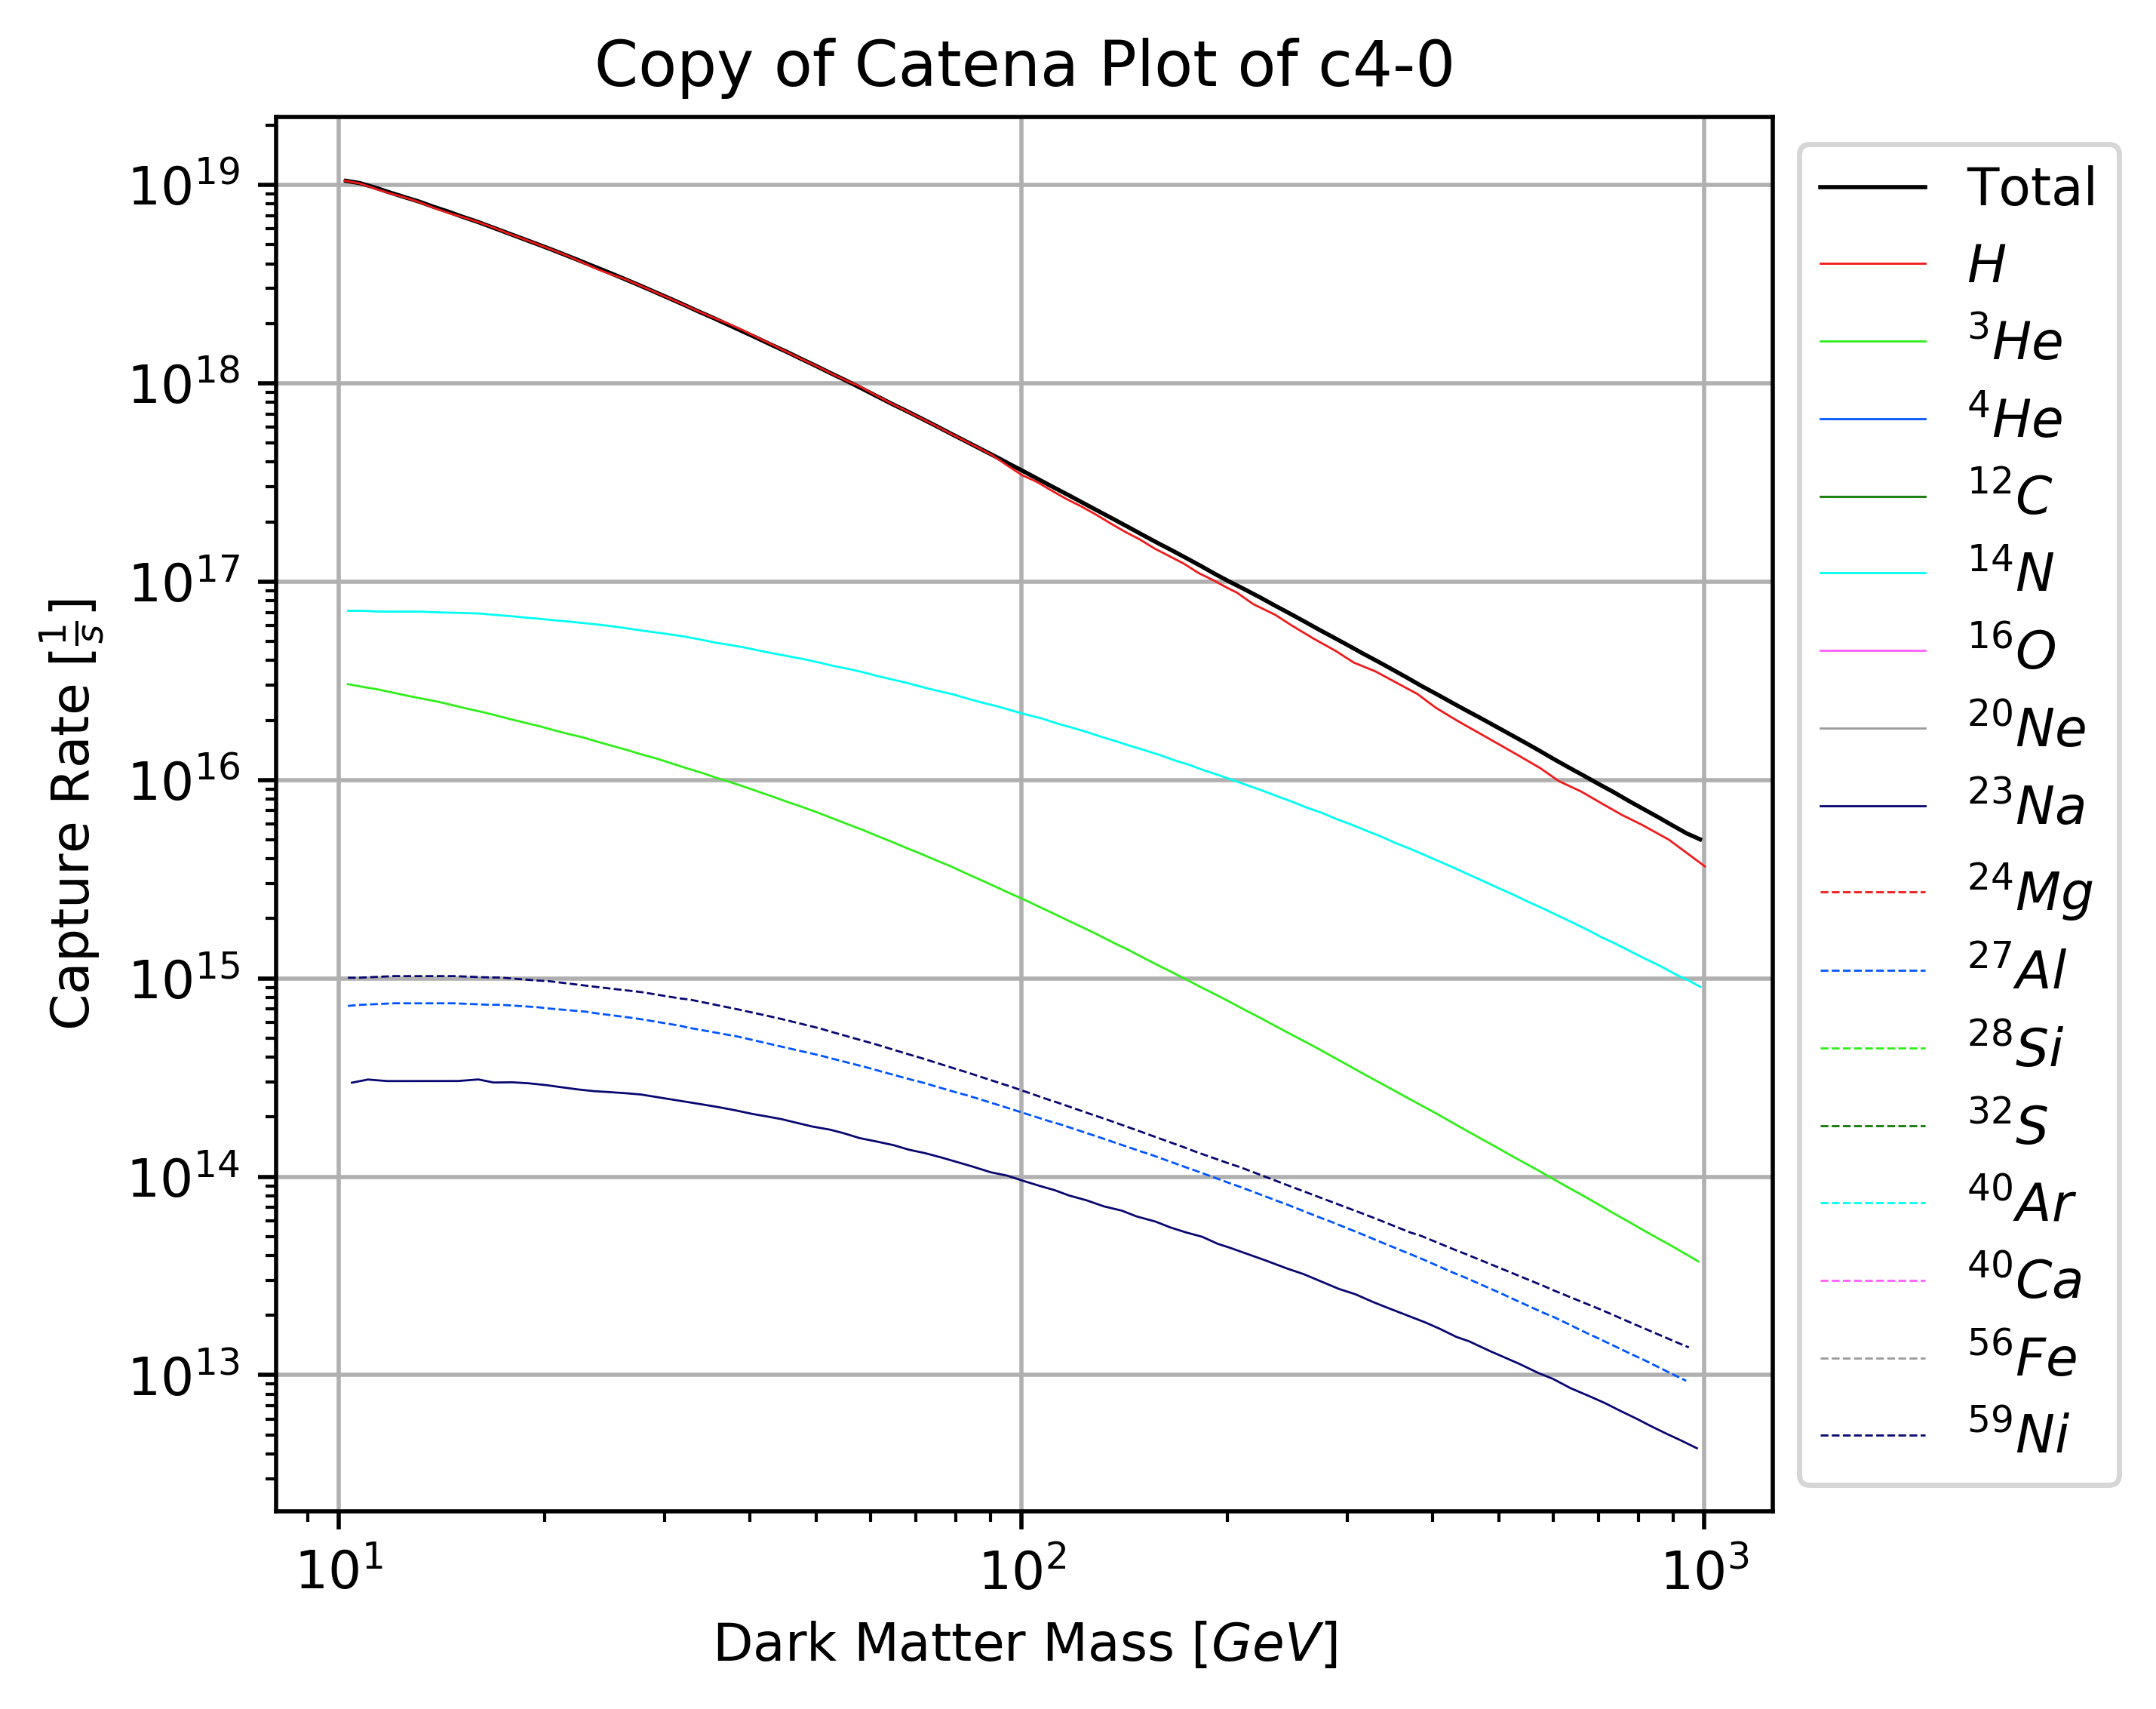 Copy of Catena Plot of c4-0
10^19
10^18
10^17
10^16
10^15
10^14
10^13
Capture Rate [1/s]
10^1
10^2
10^3
Dark Matter Mass [GeV]
Total
H
^3He
^4He
^12C
^14N
^16O
^20Ne
^23Na
^24Mg
^27Al
^28Si
^32S
^40Ar
^40Ca
^56Fe
^59Ni